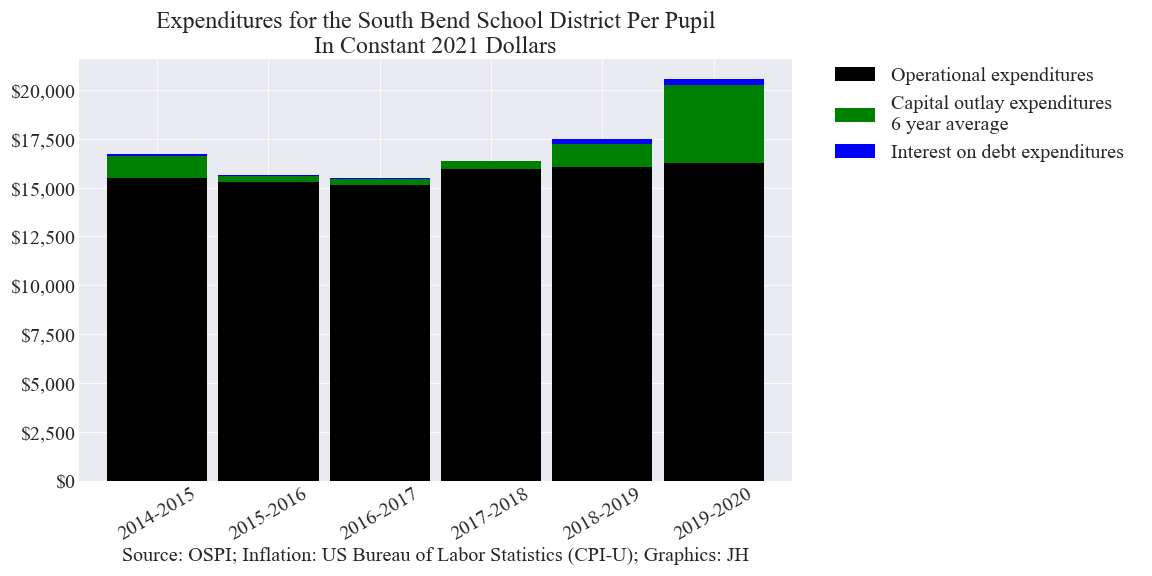 Expenditures for the South Bend School District Per Pupil
In Constant 2021 Dollars
Operational expenditures
Capital outlay expenditures
6 year average
Interest on debt expenditures
$20,000
$17,500
$15,000
$12,500
$10,000
$7,500
$5,000
$2,500
$0
2014-2015
2015-2016
2016-2017
2017-2018
2018-2019
2019-2020
Source: OSPI; Inflation: US Bureau of Labor Statistics (CPI-U); Graphics: JH